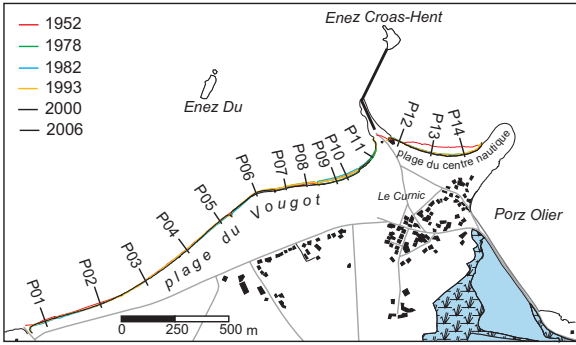 Enez Croas-Hent
1952
1978
1982
1993
2000
2006
Enez Du
P12
P13
P14
plage du centre nautique
P11
P10
P09
P08
P07
P06
P05
P04
P03
P02
P01
plage du Vougot
Le Curnic
Porz Olier
0 250 500 m